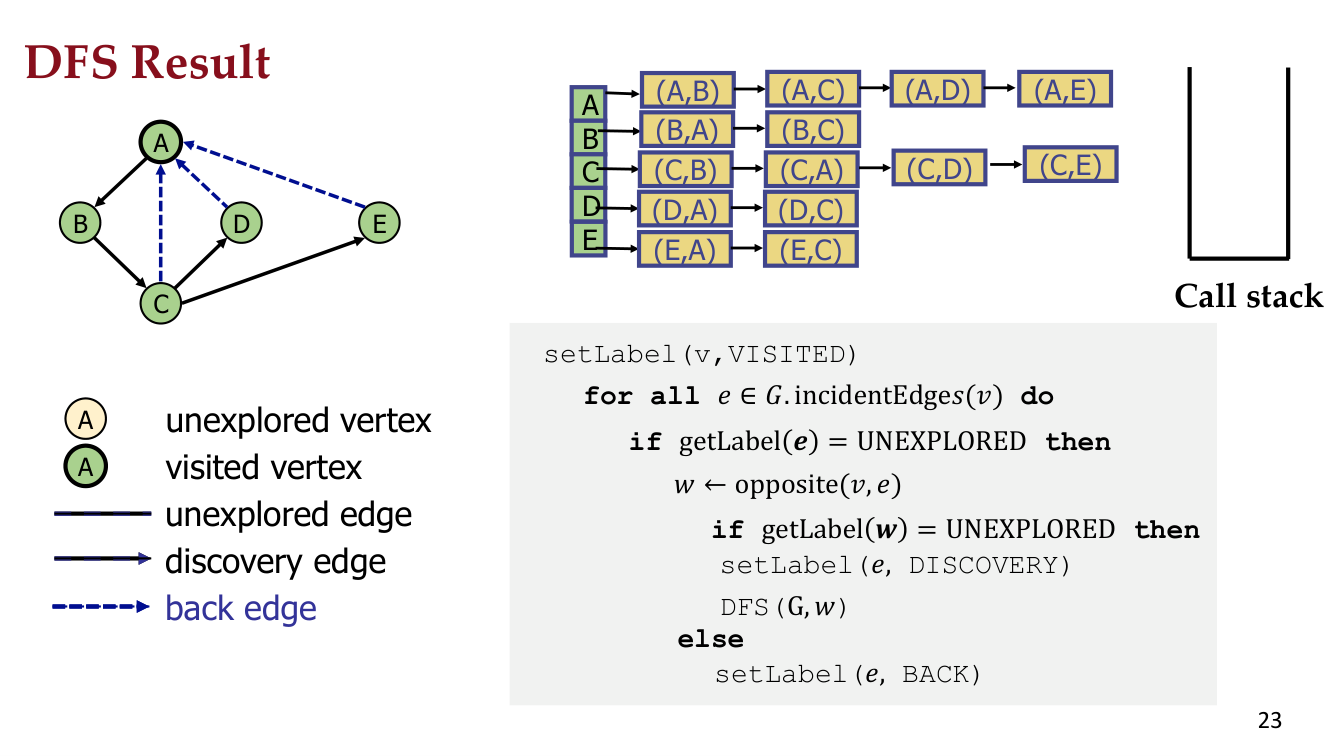 DFS Result
A
B
D
E
C
A
B
C
D
E
(A,B) (A,C) (A,D) (A,E)
(B,A) (B,C)
(C,B) (C,A) (C,D) (C,E)
(D,A) (D,C)
(E,A) (E,C)
Call stack
A unexplored vertex
A visited vertex
unexplored edge
discovery edge
back edge
setLabel(v,VISITED)
for all e ∈ G.incidentEdges(v) do
if getLabel(e) = UNEXPLORED then
w ← opposite(v, e)
if getLabel(w) = UNEXPLORED then
setLabel(e, DISCOVERY)
DFS(G, w)
else
setLabel(e, BACK)
23